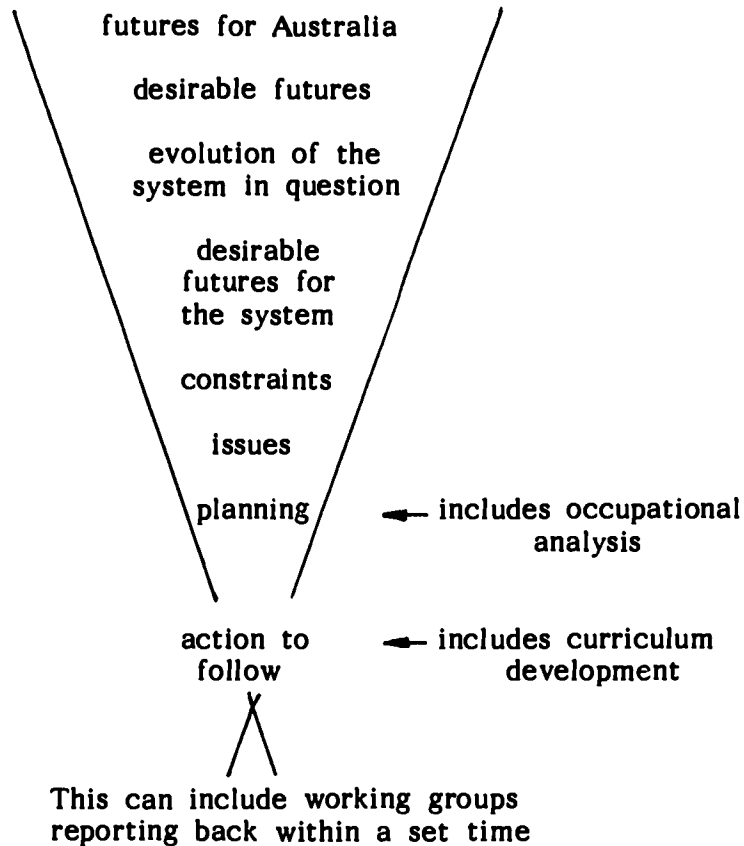 futures for Australia
desirable futures
evolution of the
system in question
desirable
futures for
the system
constraints
issues
planning
includes occupational
analysis
action to
follow
includes curriculum
development
This can include working groups
reporting back within a set time